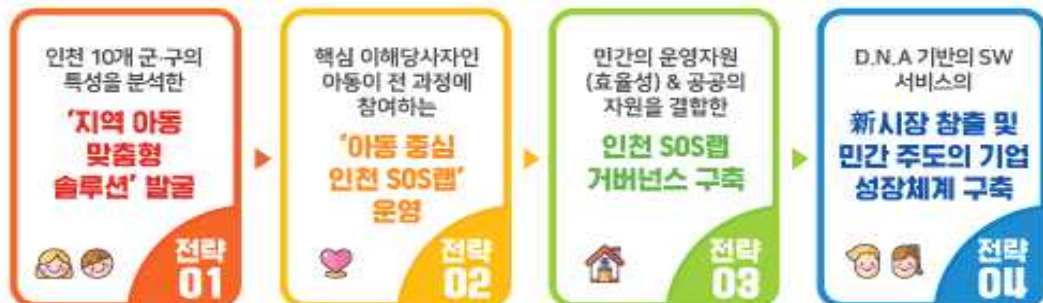 인천 10개 군·구의
특성을 분석한
'지역 아동
맞춤형
솔루션' 발굴
전략
01
핵심 이해당사자인
아동이 전 과정에
참여하는
'아동 중심
인천 SOS랩'
운영
전략
02
민간의 운영자원
(효율성) & 공공의
자원을 결합한
인천 SOS랩
거버넌스 구축
전략
03
D.N.A 기반의 SW
서비스의
新시장 창출 및
민간 주도의 기업
성장체계 구축
전략
04